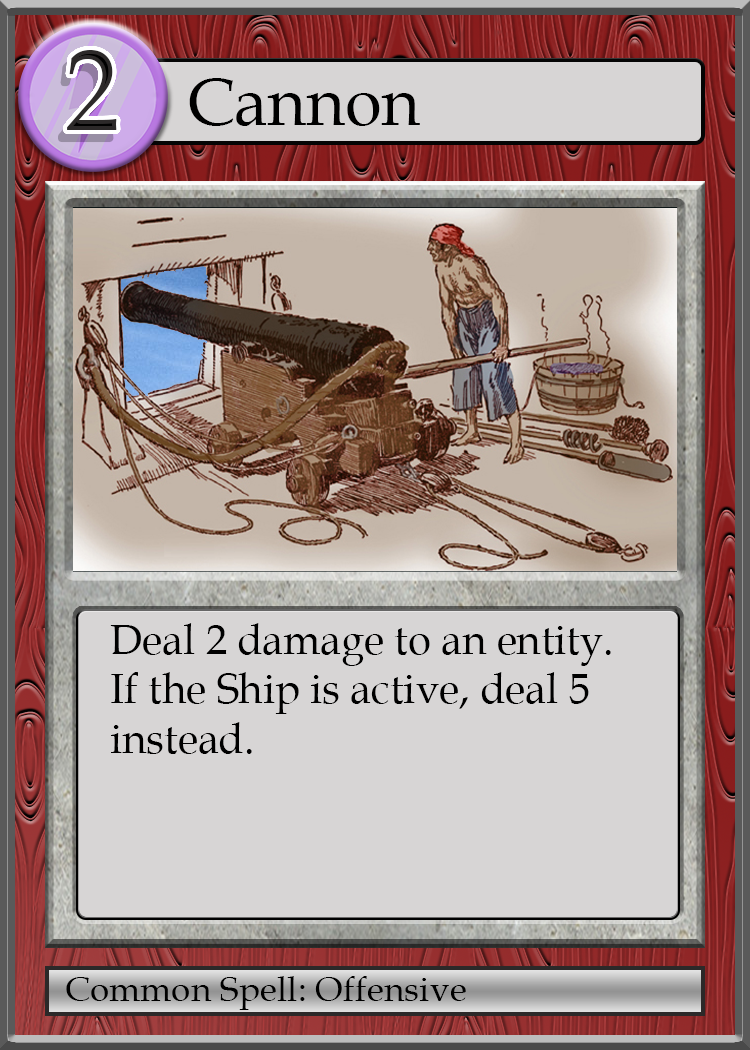 2
Cannon
Deal 2 damage to an entity.
If the Ship is active, deal 5
instead.
Common Spell: Offensive